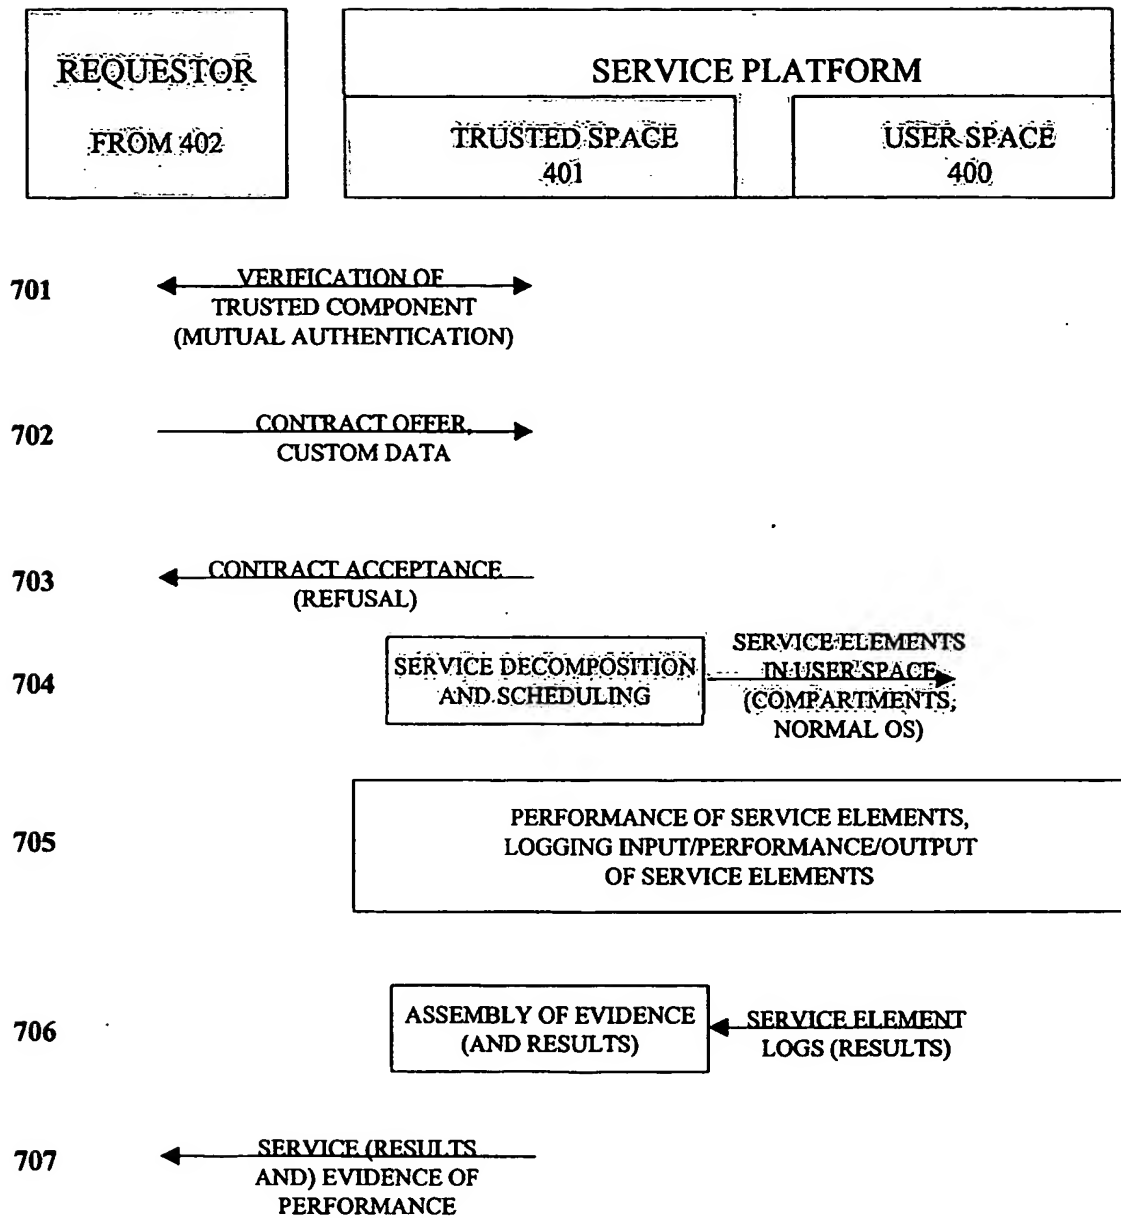 REQUESTOR
FROM 402
SERVICE PLATFORM
TRUSTED SPACE
401
USER SPACE
400
701
VERIFICATION OF
TRUSTED COMPONENT
(MUTUAL AUTHENTICATION)
702
CONTRACT OFFER,
CUSTOM DATA
703
CONTRACT ACCEPTANCE
(REFUSAL)
704
SERVICE DECOMPOSITION
AND SCHEDULING
SERVICE ELEMENTS
IN USER SPACE
(COMPARTMENTS,
NORMAL OS)
705
PERFORMANCE OF SERVICE ELEMENTS,
LOGGING INPUT/PERFORMANCE/OUTPUT
OF SERVICE ELEMENTS
706
ASSEMBLY OF EVIDENCE
(AND RESULTS)
SERVICE ELEMENT
LOGS (RESULTS)
707
SERVICE (RESULTS
AND) EVIDENCE OF
PERFORMANCE